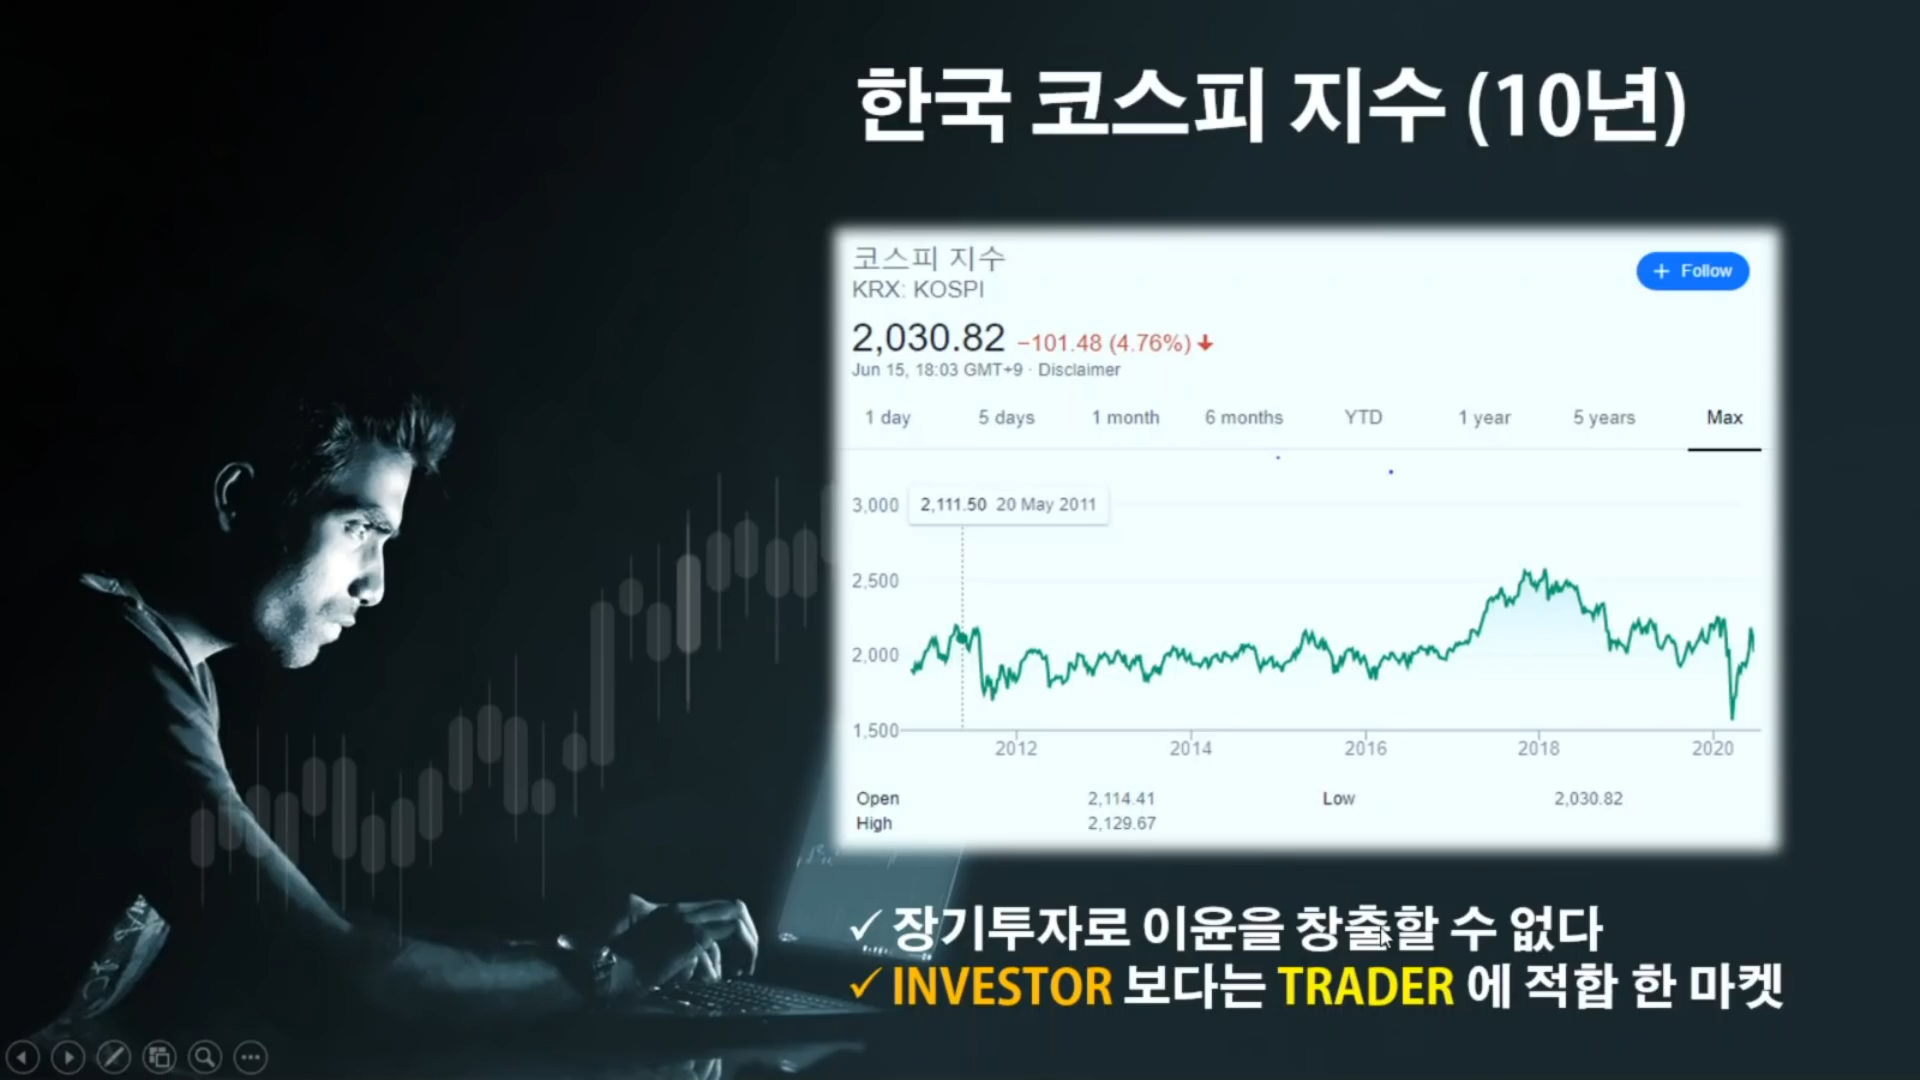 한국 코스피 지수 (10년)
코스피 지수
+ Follow
KRX: KOSPI
2,030.82 −101.48 (4.76%)
Jun 15, 18:03 GMT+9 · Disclaimer
1 day 5 days 1 month 6 months YTD 1 year 5 years Max
3,000
2,111.50 20 May 2011
2,500
2,000
1,500
2012 2014 2016 2018 2020
Open 2,114.41 Low 2,030.82
High 2,129.67
✓ 장기투자로 이윤을 창출할 수 없다
✓ INVESTOR 보다는 TRADER 에 적합 한 마켓